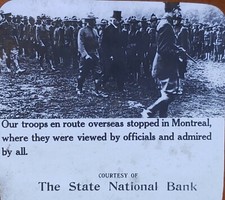 Our troops en route overseas stopped in Montreal,
where they were viewed by officials and admired
by all.
COURTESY OF
The State National Bank